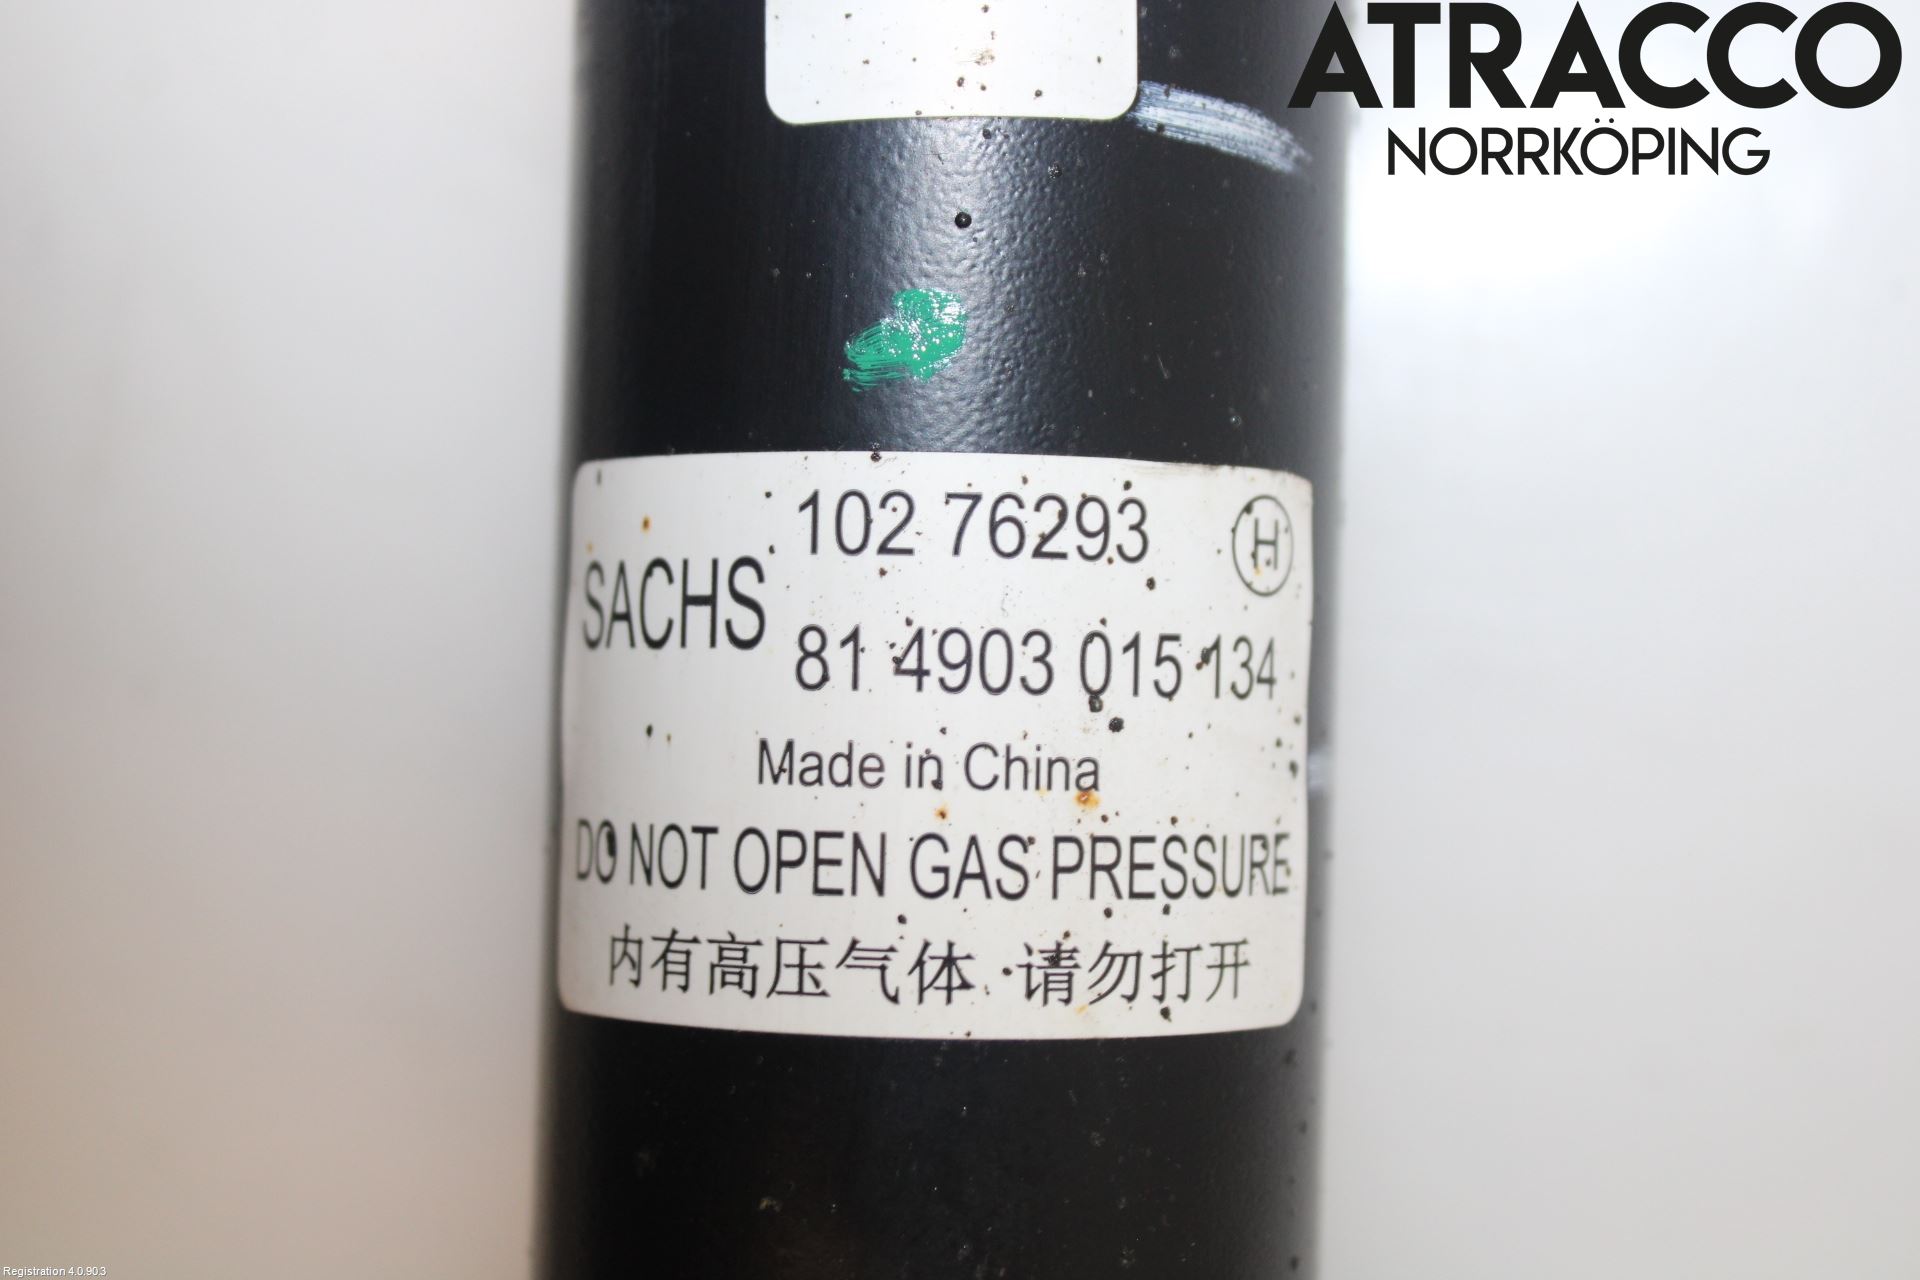 ATRACCO
NORRKÖPING
102 76293
H
SACHS
81 4903 015 134
Made in China
DO NOT OPEN GAS PRESSURE
内有高压气体 请勿打开
Registration 4.0.90.3